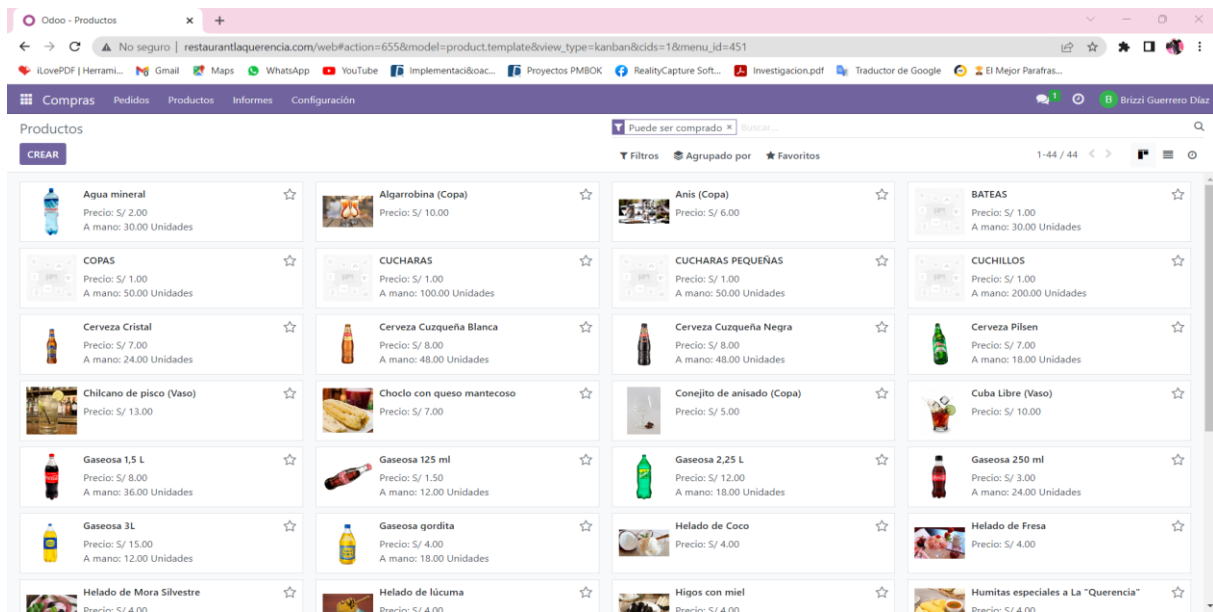 Odoo - Productos
No seguro | restaurantlaquerencia.com/web#action=655&model=product.template&view_type=kanban&cids=1&menu_id=451
iLovePDF | Herrami... Gmail Maps WhatsApp YouTube Implementaci&oac... Proyectos PMBOK RealityCapture Soft... Investigacion.pdf Traductor de Google El Mejor Parafras...
Compras Pedidos Productos Informes Configuración 1 B Brizzi Guerrero Díaz
Productos Puede ser comprado × Buscar...
CREAR Filtros Agrupado por Favoritos 1-44 / 44
Agua mineral
Precio: S/ 2.00
A mano: 30.00 Unidades
Algarrobina (Copa)
Precio: S/ 10.00
Anis (Copa)
Precio: S/ 6.00
BATEAS
Precio: S/ 1.00
A mano: 30.00 Unidades
COPAS
Precio: S/ 1.00
A mano: 50.00 Unidades
CUCHARAS
Precio: S/ 1.00
A mano: 100.00 Unidades
CUCHARAS PEQUEÑAS
Precio: S/ 1.00
A mano: 50.00 Unidades
CUCHILLOS
Precio: S/ 1.00
A mano: 200.00 Unidades
Cerveza Cristal
Precio: S/ 7.00
A mano: 24.00 Unidades
Cerveza Cuzqueña Blanca
Precio: S/ 8.00
A mano: 48.00 Unidades
Cerveza Cuzqueña Negra
Precio: S/ 8.00
A mano: 48.00 Unidades
Cerveza Pilsen
Precio: S/ 7.00
A mano: 18.00 Unidades
Chilcano de pisco (Vaso)
Precio: S/ 13.00
Choclo con queso mantecoso
Precio: S/ 7.00
Conejito de anisado (Copa)
Precio: S/ 5.00
Cuba Libre (Vaso)
Precio: S/ 10.00
Gaseosa 1,5 L
Precio: S/ 8.00
A mano: 36.00 Unidades
Gaseosa 125 ml
Precio: S/ 1.50
A mano: 12.00 Unidades
Gaseosa 2,25 L
Precio: S/ 12.00
A mano: 18.00 Unidades
Gaseosa 250 ml
Precio: S/ 3.00
A mano: 24.00 Unidades
Gaseosa 3L
Precio: S/ 15.00
A mano: 12.00 Unidades
Gaseosa gordita
Precio: S/ 4.00
A mano: 18.00 Unidades
Helado de Coco
Precio: S/ 4.00
Helado de Fresa
Precio: S/ 4.00
Helado de Mora Silvestre
Precio: S/ 4.00
Helado de lúcuma
Precio: S/ 4.00
Higos con miel
Precio: S/ 4.00
Humitas especiales a La "Querencia"
Precio: S/ 4.00